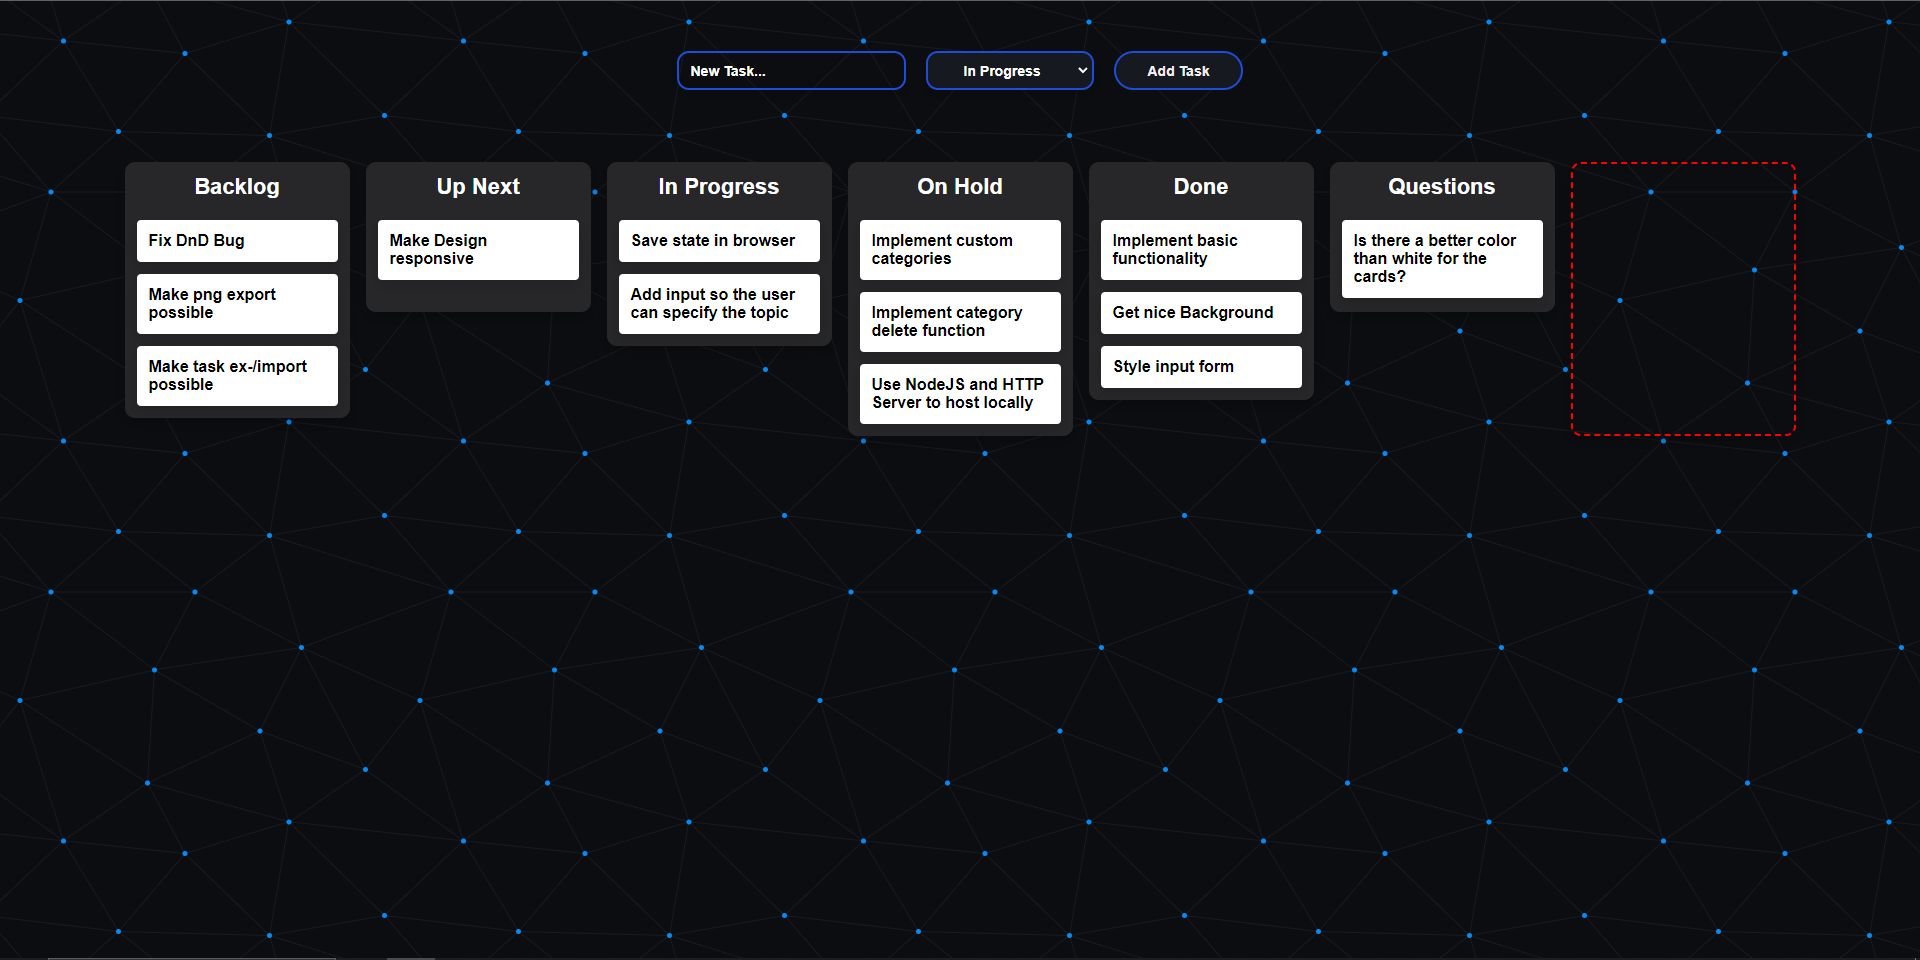 New Task...
In Progress
Add Task
Backlog
Fix DnD Bug
Make png export
possible
Make task ex-/import
possible
Up Next
Make Design
responsive
In Progress
Save state in browser
Add input so the user
can specify the topic
On Hold
Implement custom
categories
Implement category
delete function
Use NodeJS and HTTP
Server to host locally
Done
Implement basic
functionality
Get nice Background
Style input form
Questions
Is there a better color
than white for the
cards?